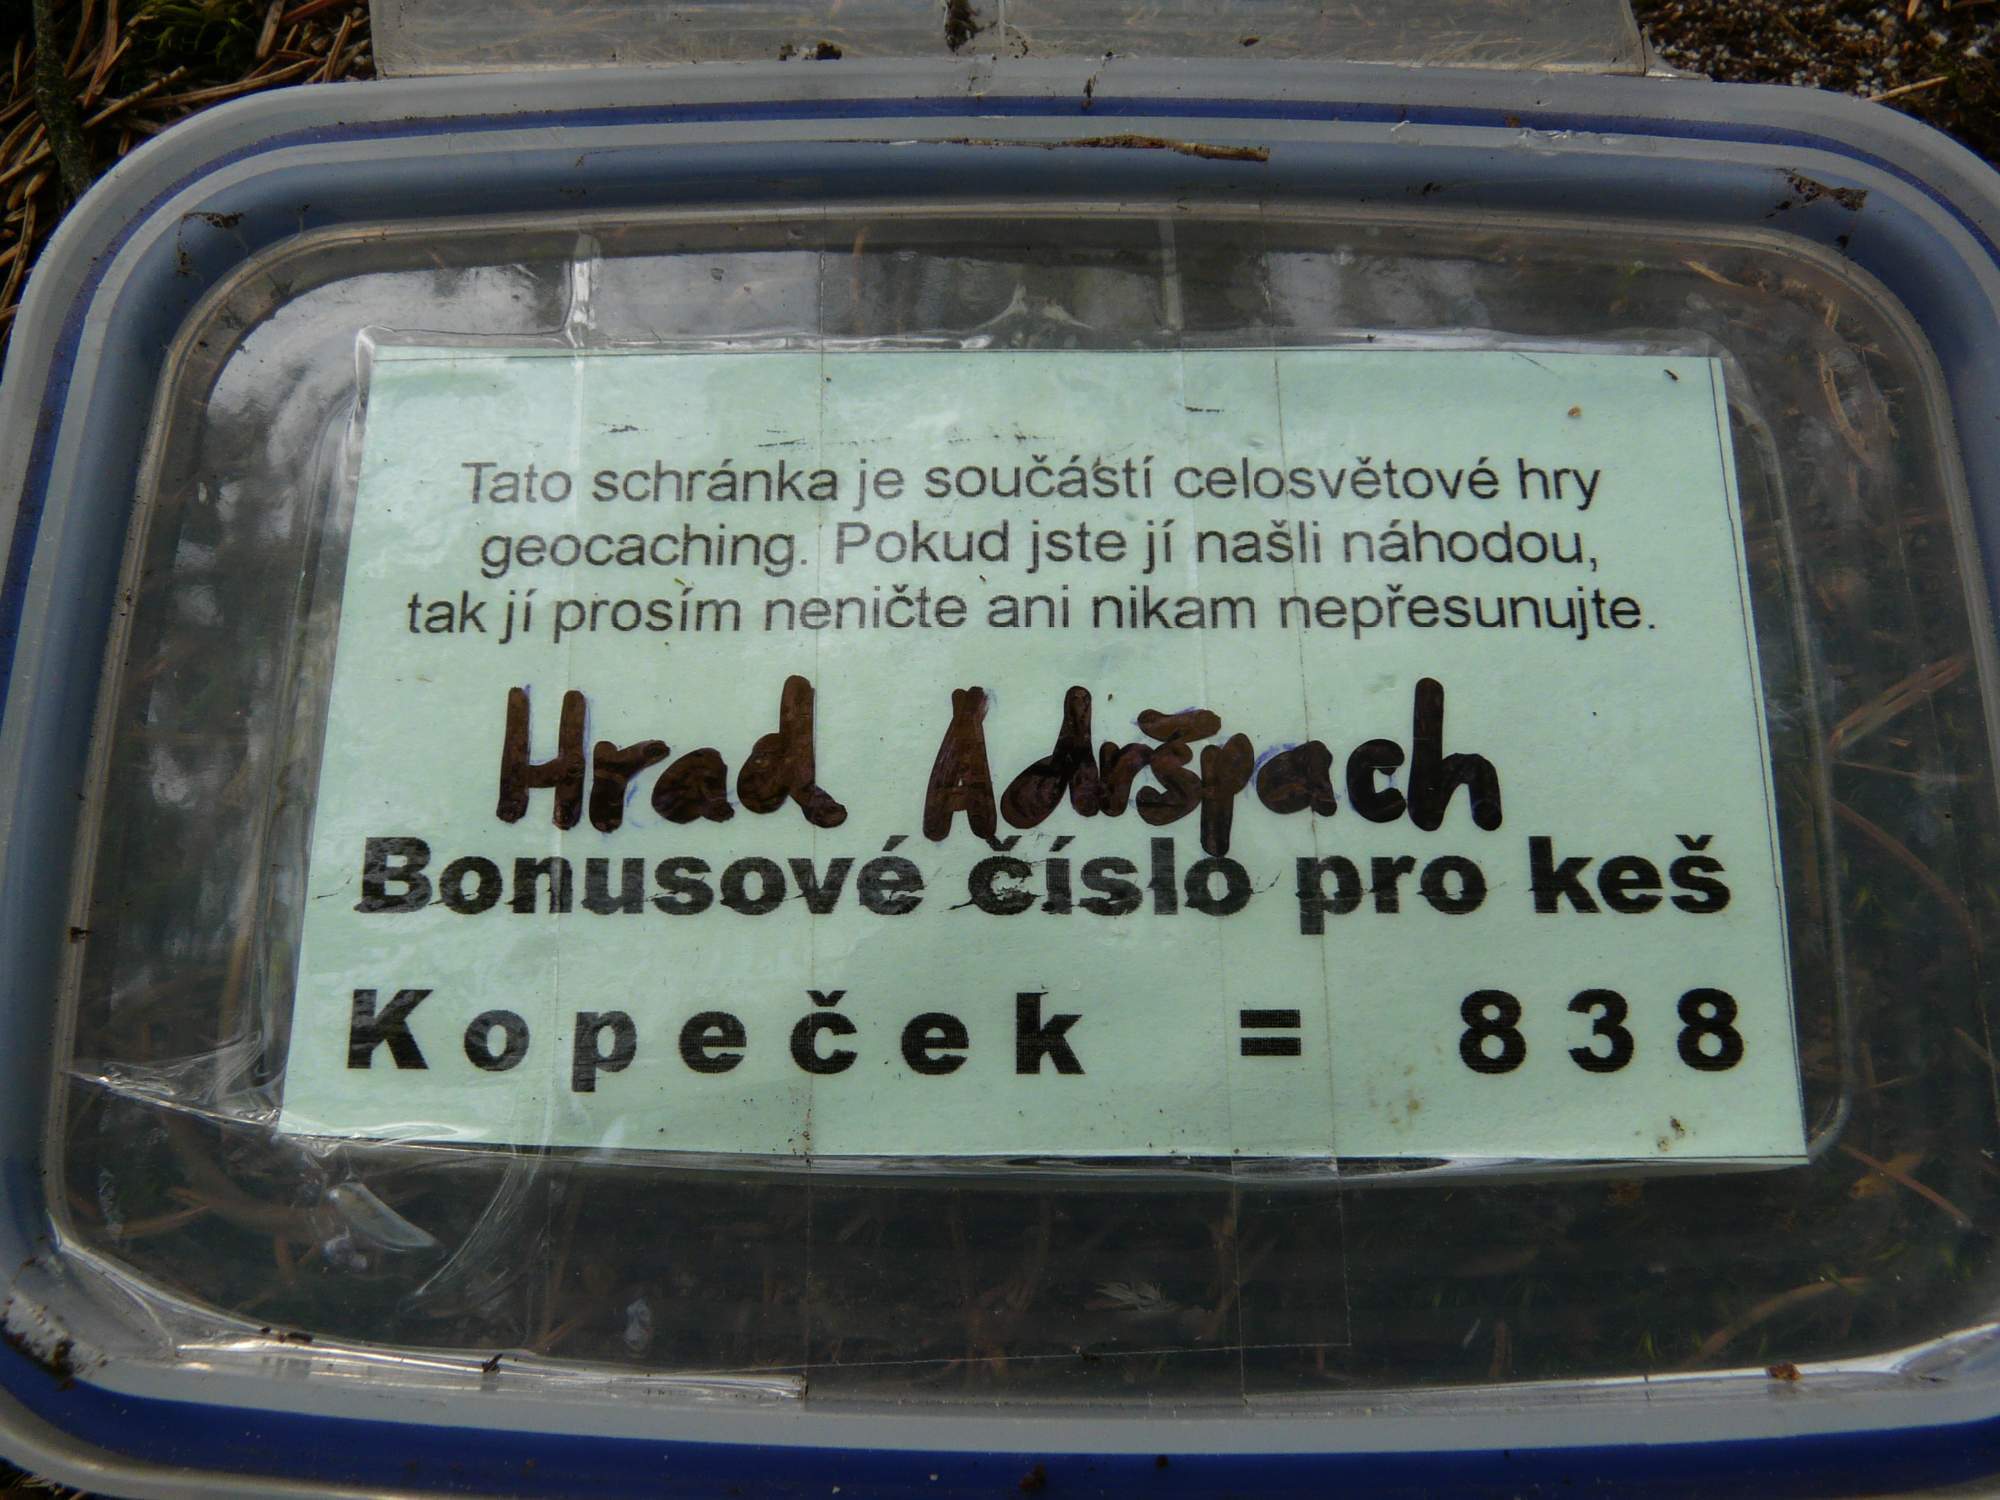 Tato schránka je součástí celosvětové hry
geocaching. Pokud jste jí našli náhodou,
tak jí prosím neničte ani nikam nepřesunujte.
Hrad Adršpach
Bonusové číslo pro keš
Kopeček = 838